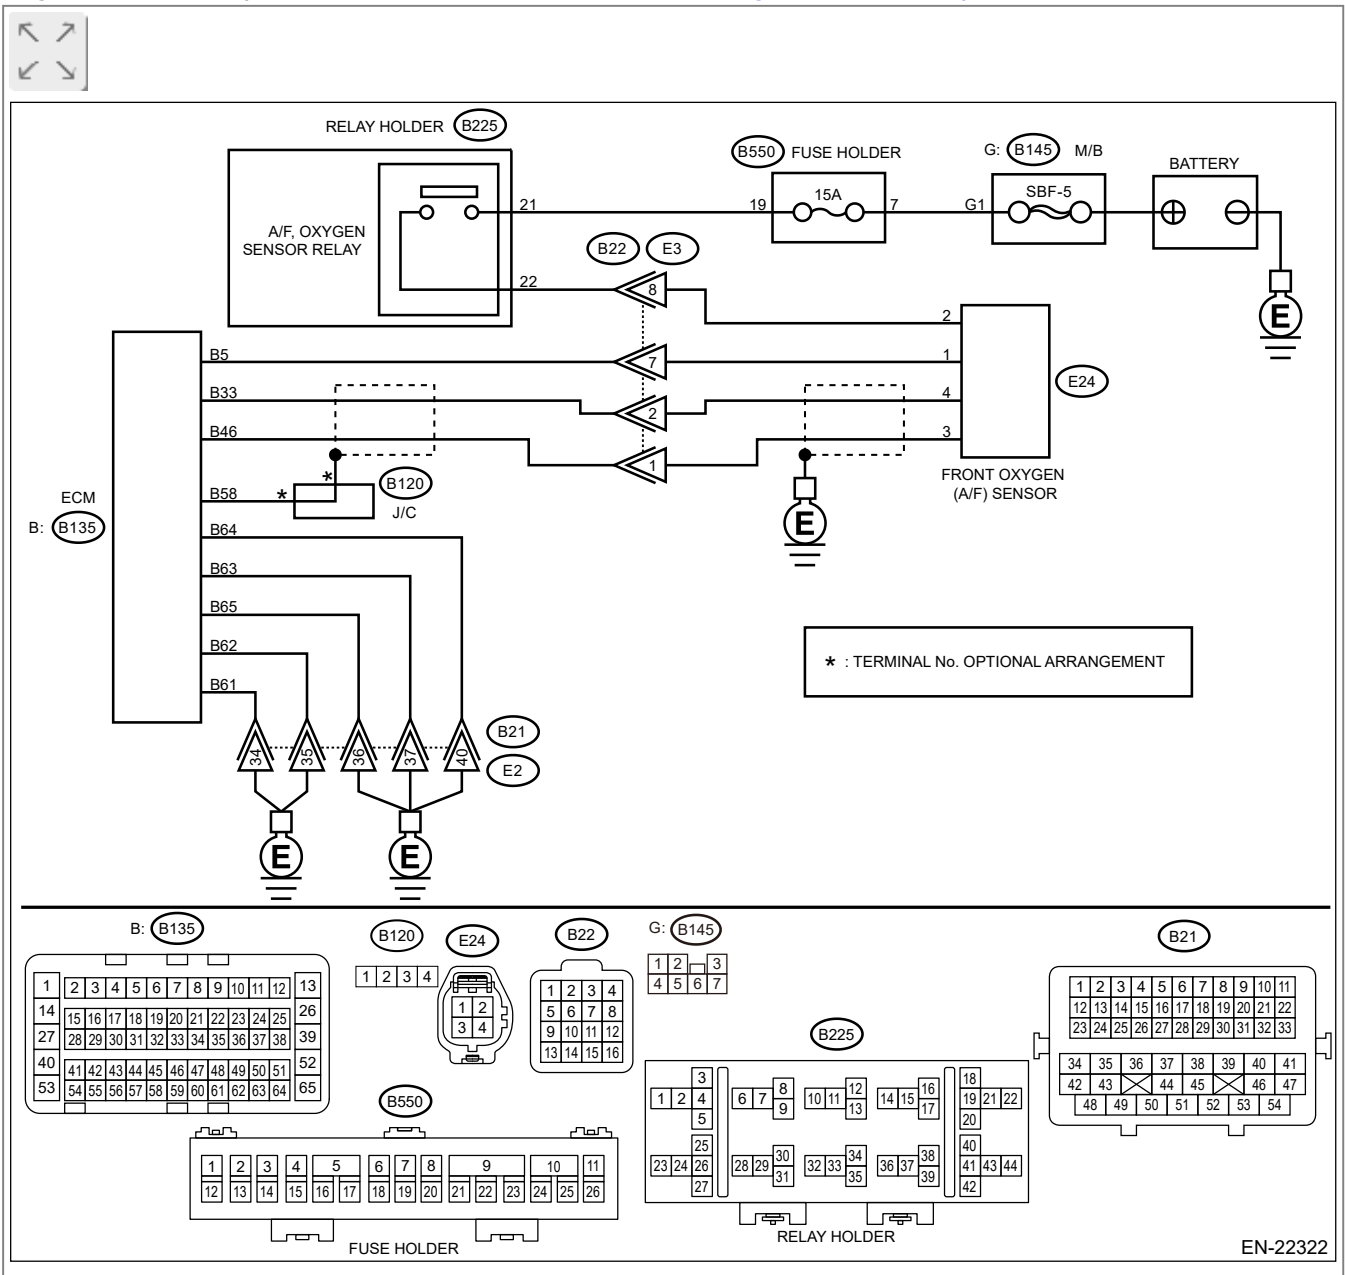 RELAY HOLDER B225
B550 FUSE HOLDER
G: B145 M/B
BATTERY
15A
SBF-5
21 19 7 G1
A/F, OXYGEN
SENSOR RELAY
B22 E3
22 8
2
B5 7 1
E24
B33 2 4
B46 1 3
FRONT OXYGEN
(A/F) SENSOR
* B120
ECM B58 * J/C
B: B135
E
E
B64
B63
B65
B62
B61
* : TERMINAL No. OPTIONAL ARRANGEMENT
B21
34 35 36 37 40
E2
E E
B: B135
1 2 3 4 5 6 7 8 9 10 11 12 13
14 15 16 17 18 19 20 21 22 23 24 25 26
27 28 29 30 31 32 33 34 35 36 37 38 39
40 41 42 43 44 45 46 47 48 49 50 51 52
53 54 55 56 57 58 59 60 61 62 63 64 65
B120
1 2 3 4
E24
1 2
3 4
B22
1 2 3 4
5 6 7 8
9 10 11 12
13 14 15 16
G: B145
1 2 3
4 5 6 7
B21
1 2 3 4 5 6 7 8 9 10 11
12 13 14 15 16 17 18 19 20 21 22
23 24 25 26 27 28 29 30 31 32 33
34 35 36 37 38 39 40 41
42 43 44 45 46 47
48 49 50 51 52 53 54
B550
1 2 3 4 5 6 7 8 9 10 11
12 13 14 15 16 17 18 19 20 21 22 23 24 25 26
FUSE HOLDER
B225
3 8 12 16 18
1 2 4 6 7 10 11 14 15 19 21 22
5 9 13 17 20
25 30 34 38 40
23 24 26 28 29 32 33 36 37 41 43 44
27 31 35 39 42
RELAY HOLDER
EN-22322